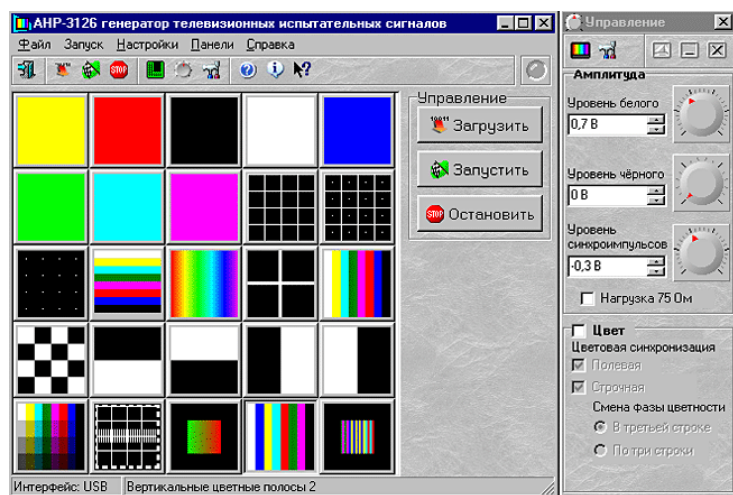 АНР-3126 генератор телевизионных испытательных сигналов
Файл Запуск Настройки Панели Справка
Управление
Загрузить
Запустить
STOP Остановить
Интерфейс: USB Вертикальные цветные полосы 2
Управление
Амплитуда
Уровень белого
0,7 В
Уровень чёрного
0 В
Уровень
синхроимпульсов
-0,3 В
Нагрузка 75 Ом
Цвет
Цветовая синхронизация
Полевая
Строчная
Смена фазы цветности
В третьей строке
По три строки